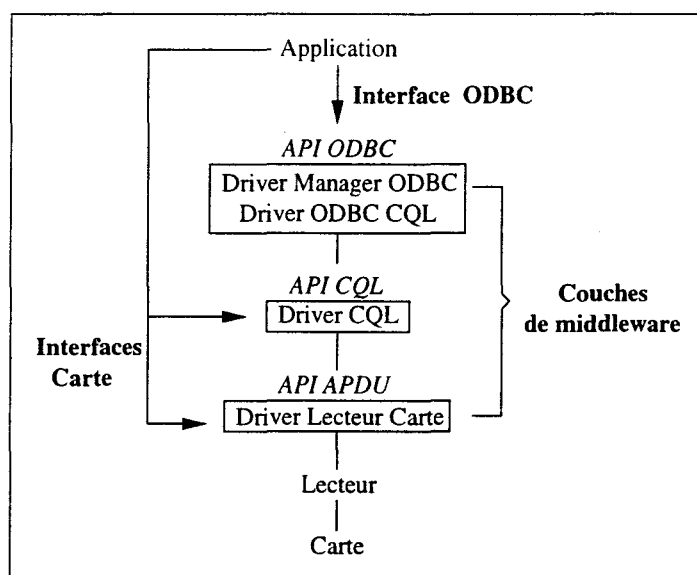 Application
Interface ODBC
API ODBC
Driver Manager ODBC
Driver ODBC CQL
API CQL
Driver CQL
Couches
de middleware
Interfaces
Carte
API APDU
Driver Lecteur Carte
Lecteur
Carte